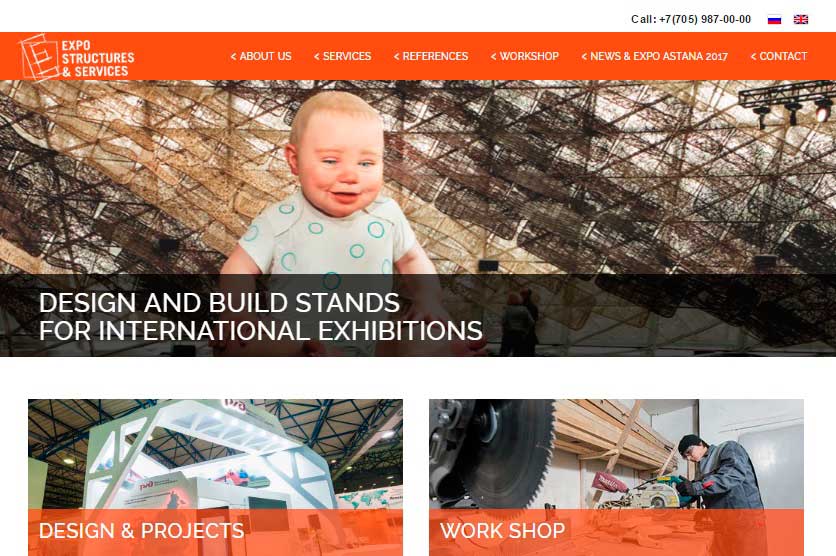 Call: +7(705) 987-00-00
EXPO
STRUCTURES
& SERVICES
< ABOUT US < SERVICES < REFERENCES < WORKSHOP < NEWS & EXPO ASTANA 2017 < CONTACT
DESIGN AND BUILD STANDS
FOR INTERNATIONAL EXHIBITIONS
DESIGN & PROJECTS
WORK SHOP